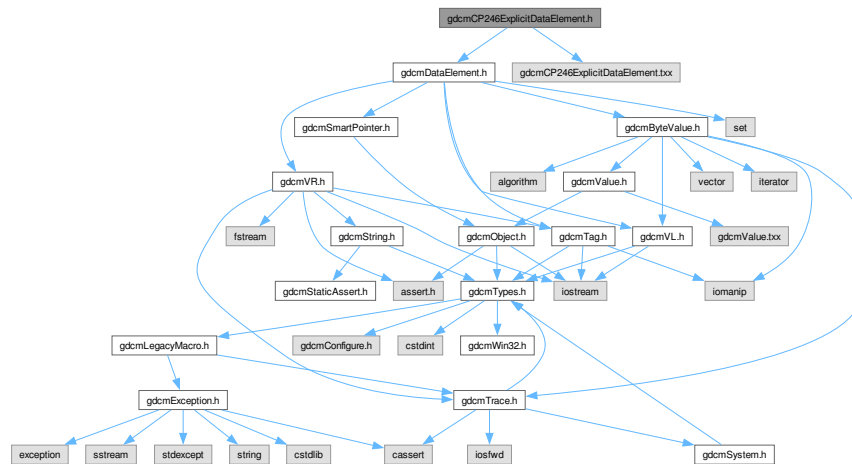 gdcmCP246ExplicitDataElement.h
gdcmDataElement.h
gdcmCP246ExplicitDataElement.txx
gdcmSmartPointer.h
gdcmByteValue.h
set
gdcmVR.h
algorithm
gdcmValue.h
vector
iterator
fstream
gdcmString.h
gdcmObject.h
gdcmTag.h
gdcmVL.h
gdcmValue.txx
gdcmStaticAssert.h
assert.h
gdcmTypes.h
iostream
iomanip
gdcmLegacyMacro.h
gdcmConfigure.h
cstdint
gdcmWin32.h
gdcmException.h
gdcmTrace.h
exception
sstream
stdexcept
string
cstdlib
cassert
iosfwd
gdcmSystem.h